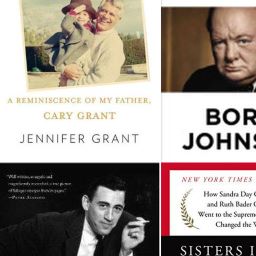 A REMINISCENCE OF MY FATHER,
CARY GRANT
JENNIFER GRANT
BOR
JOHNS
NEW YORK TIMES
How Sandra Day O
and Ruth Bader G
Went to the Supreme
Changed the W
SISTERS I